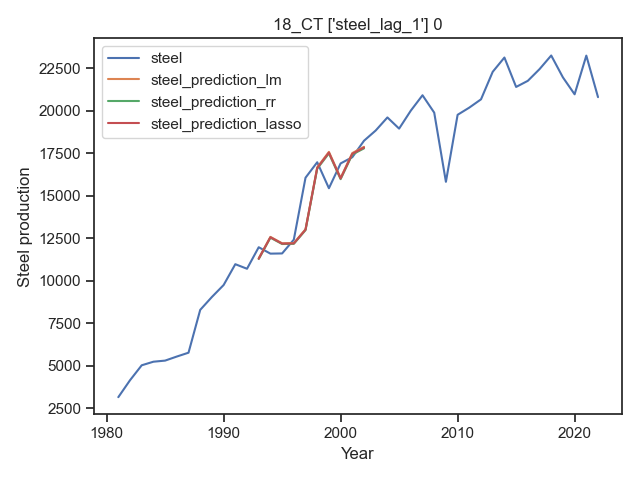 18_CT ['steel_lag_1'] 0
steel
steel_prediction_lm
steel_prediction_rr
steel_prediction_lasso
Steel production
22500
20000
17500
15000
12500
10000
7500
5000
2500
1980
1990
2000
2010
2020
Year